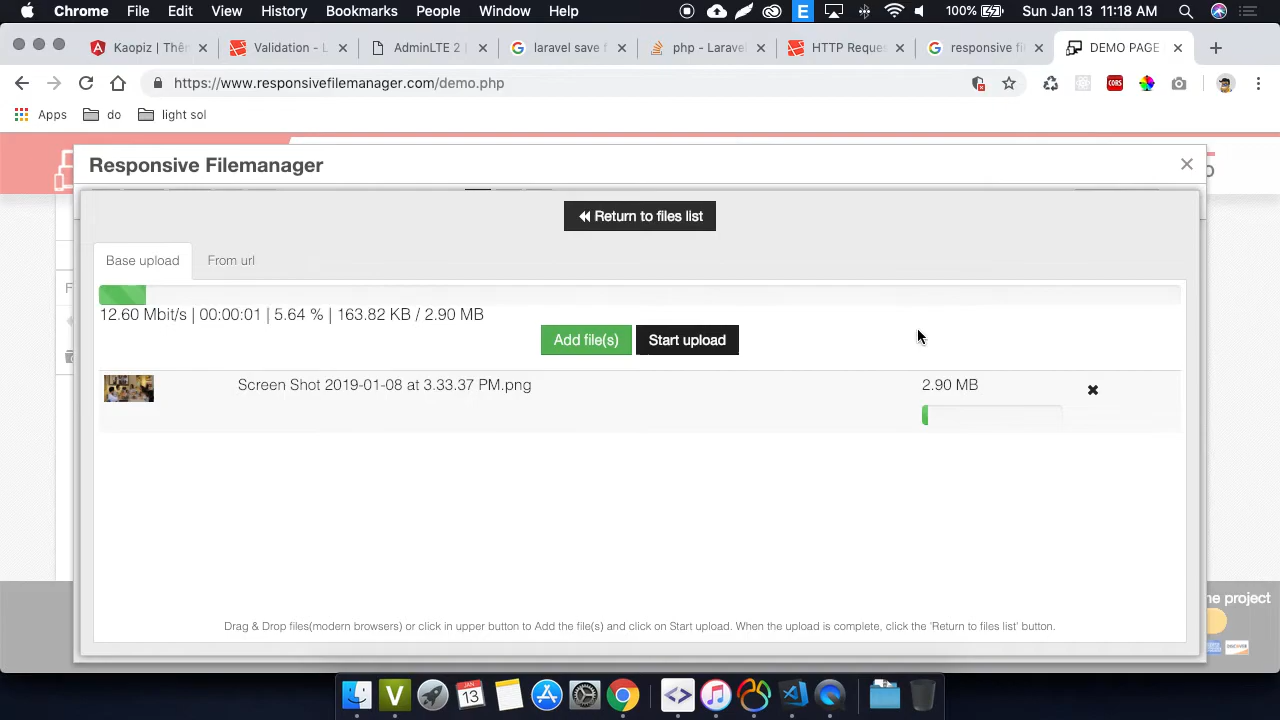 Chrome File Edit View History Bookmarks People Window Help 100% Sun Jan 13 11:18 AM
Kaopiz | Thên Validation - L AdminLTE 2 | laravel save f php - Laravel HTTP Reque responsive fil DEMO PAGE
https://www.responsivefilemanager.com/demo.php
Apps do light sol
Responsive Filemanager
Return to files list
Base upload From url
12.60 Mbit/s | 00:00:01 | 5.64 % | 163.82 KB / 2.90 MB
Add file(s) Start upload
Screen Shot 2019-01-08 at 3.33.37 PM.png 2.90 MB
Drag & Drop files(modern browsers) or click in upper button to Add the file(s) and click on Start upload. When the upload is complete, click the 'Return to files list' button.
he project